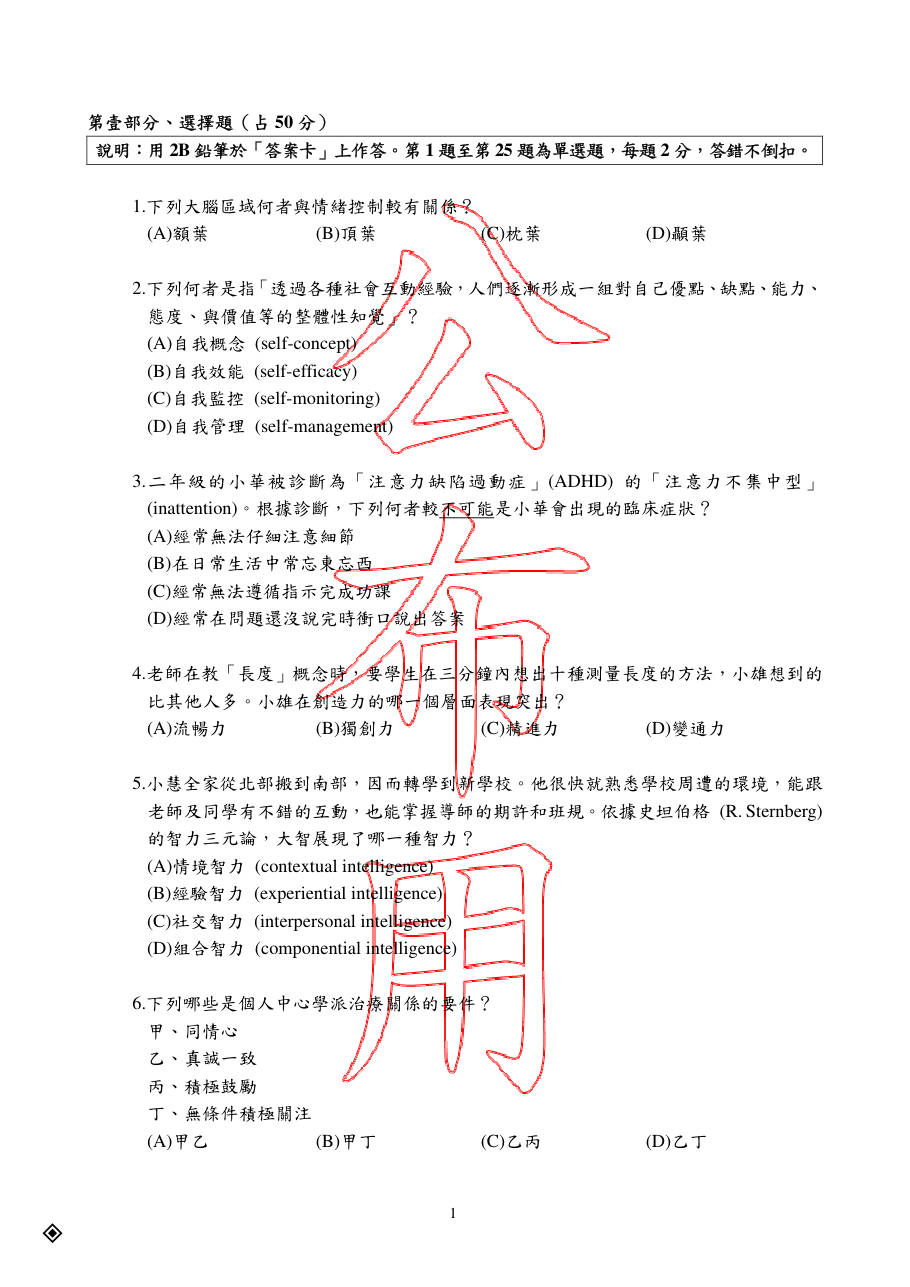 第壹部分、選擇題（占 50 分）
說明：用 2B 鉛筆於「答案卡」上作答。第 1 題至第 25 題為單選題，每題 2 分，答錯不倒扣。
1.下列大腦區域何者與情緒控制較有關係？
(A)額葉 (B)頂葉 (C)枕葉 (D)顳葉
2.下列何者是指「透過各種社會互動經驗，人們逐漸形成一組對自己優點、缺點、能力、
態度、與價值等的整體性知覺」？
(A)自我概念 (self-concept)
(B)自我效能 (self-efficacy)
(C)自我監控 (self-monitoring)
(D)自我管理 (self-management)
3.二年級的小華被診斷為「注意力缺陷過動症」(ADHD) 的「注意力不集中型」
(inattention)。根據診斷，下列何者較不可能是小華會出現的臨床症狀？
(A)經常無法仔細注意細節
(B)在日常生活中常忘東忘西
(C)經常無法遵循指示完成功課
(D)經常在問題還沒說完時衝口說出答案
4.老師在教「長度」概念時，要學生在三分鐘內想出十種測量長度的方法，小雄想到的
比其他人多。小雄在創造力的哪一個層面表現突出？
(A)流暢力 (B)獨創力 (C)精進力 (D)變通力
5.小慧全家從北部搬到南部，因而轉學到新學校。他很快就熟悉學校周遭的環境，能跟
老師及同學有不錯的互動，也能掌握導師的期許和班規。依據史坦伯格 (R. Sternberg)
的智力三元論，大智展現了哪一種智力？
(A)情境智力 (contextual intelligence)
(B)經驗智力 (experiential intelligence)
(C)社交智力 (interpersonal intelligence)
(D)組合智力 (componential intelligence)
6.下列哪些是個人中心學派治療關係的要件？
甲、同情心
乙、真誠一致
丙、積極鼓勵
丁、無條件積極關注
(A)甲乙 (B)甲丁 (C)乙丙 (D)乙丁
1
公布用